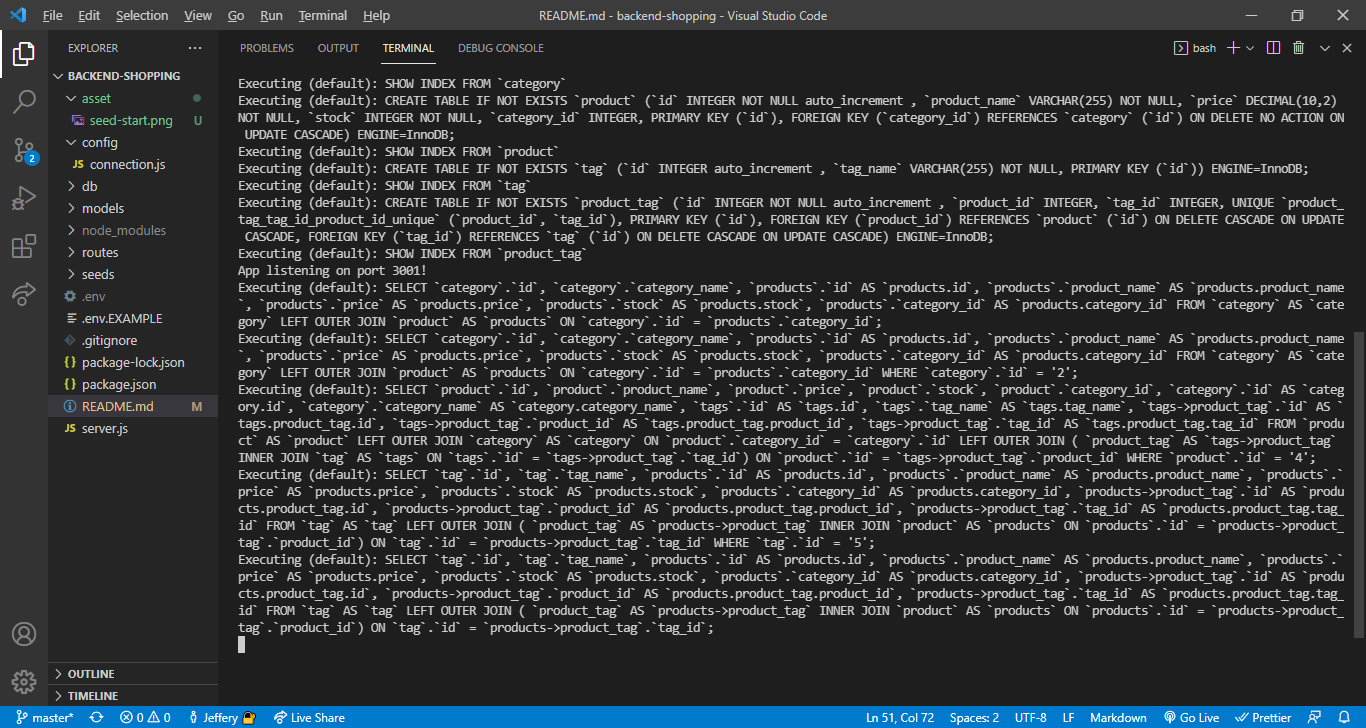 File Edit Selection View Go Run Terminal Help README.md - backend-shopping - Visual Studio Code
EXPLORER ···
BACKEND-SHOPPING
asset
seed-start.png U
config
JS connection.js
db
models
node_modules
routes
seeds
.env
.env.EXAMPLE
.gitignore
{} package-lock.json
{} package.json
README.md M
JS server.js
OUTLINE
TIMELINE
PROBLEMS OUTPUT TERMINAL DEBUG CONSOLE bash
Executing (default): SHOW INDEX FROM `category`
Executing (default): CREATE TABLE IF NOT EXISTS `product` (`id` INTEGER NOT NULL auto_increment , `product_name` VARCHAR(255) NOT NULL, `price` DECIMAL(10,2)
NOT NULL, `stock` INTEGER NOT NULL, `category_id` INTEGER, PRIMARY KEY (`id`), FOREIGN KEY (`category_id`) REFERENCES `category` (`id`) ON DELETE NO ACTION ON
UPDATE CASCADE) ENGINE=InnoDB;
Executing (default): SHOW INDEX FROM `product`
Executing (default): CREATE TABLE IF NOT EXISTS `tag` (`id` INTEGER auto_increment , `tag_name` VARCHAR(255) NOT NULL, PRIMARY KEY (`id`)) ENGINE=InnoDB;
Executing (default): SHOW INDEX FROM `tag`
Executing (default): CREATE TABLE IF NOT EXISTS `product_tag` (`id` INTEGER NOT NULL auto_increment , `product_id` INTEGER, `tag_id` INTEGER, UNIQUE `product_
tag_tag_id_product_id_unique` (`product_id`, `tag_id`), PRIMARY KEY (`id`), FOREIGN KEY (`product_id`) REFERENCES `product` (`id`) ON DELETE CASCADE ON UPDATE
CASCADE, FOREIGN KEY (`tag_id`) REFERENCES `tag` (`id`) ON DELETE CASCADE ON UPDATE CASCADE) ENGINE=InnoDB;
Executing (default): SHOW INDEX FROM `product_tag`
App listening on port 3001!
Executing (default): SELECT `category`.`id`, `category`.`category_name`, `products`.`id` AS `products.id`, `products`.`product_name` AS `products.product_name
`, `products`.`price` AS `products.price`, `products`.`stock` AS `products.stock`, `products`.`category_id` AS `products.category_id` FROM `category` AS `cate
gory` LEFT OUTER JOIN `product` AS `products` ON `category`.`id` = `products`.`category_id`;
Executing (default): SELECT `category`.`id`, `category`.`category_name`, `products`.`id` AS `products.id`, `products`.`product_name` AS `products.product_name
`, `products`.`price` AS `products.price`, `products`.`stock` AS `products.stock`, `products`.`category_id` AS `products.category_id` FROM `category` AS `cate
gory` LEFT OUTER JOIN `product` AS `products` ON `category`.`id` = `products`.`category_id` WHERE `category`.`id` = '2';
Executing (default): SELECT `product`.`id`, `product`.`product_name`, `product`.`price`, `product`.`stock`, `product`.`category_id`, `category`.`id` AS `categ
ory.id`, `category`.`category_name` AS `category.category_name`, `tags`.`id` AS `tags.id`, `tags`.`tag_name` AS `tags.tag_name`, `tags->product_tag`.`id` AS `
tags.product_tag.id`, `tags->product_tag`.`product_id` AS `tags.product_tag.product_id`, `tags->product_tag`.`tag_id` AS `tags.product_tag.tag_id` FROM `produ
ct` AS `product` LEFT OUTER JOIN `category` AS `category` ON `product`.`category_id` = `category`.`id` LEFT OUTER JOIN ( `product_tag` AS `tags->product_tag`
INNER JOIN `tag` AS `tags` ON `tags`.`id` = `tags->product_tag`.`tag_id`) ON `product`.`id` = `tags->product_tag`.`product_id` WHERE `product`.`id` = '4';
Executing (default): SELECT `tag`.`id`, `tag`.`tag_name`, `products`.`id` AS `products.id`, `products`.`product_name` AS `products.product_name`, `products`.`
price` AS `products.price`, `products`.`stock` AS `products.stock`, `products`.`category_id` AS `products.category_id`, `products->product_tag`.`id` AS `produ
cts.product_tag.id`, `products->product_tag`.`product_id` AS `products.product_tag.product_id`, `products->product_tag`.`tag_id` AS `products.product_tag.tag_
id` FROM `tag` AS `tag` LEFT OUTER JOIN ( `product_tag` AS `products->product_tag` INNER JOIN `product` AS `products` ON `products`.`id` = `products->product_
tag`.`product_id`) ON `tag`.`id` = `products->product_tag`.`tag_id` WHERE `tag`.`id` = '5';
Executing (default): SELECT `tag`.`id`, `tag`.`tag_name`, `products`.`id` AS `products.id`, `products`.`product_name` AS `products.product_name`, `products`.`
price` AS `products.price`, `products`.`stock` AS `products.stock`, `products`.`category_id` AS `products.category_id`, `products->product_tag`.`id` AS `produ
cts.product_tag.id`, `products->product_tag`.`product_id` AS `products.product_tag.product_id`, `products->product_tag`.`tag_id` AS `products.product_tag.tag_
id` FROM `tag` AS `tag` LEFT OUTER JOIN ( `product_tag` AS `products->product_tag` INNER JOIN `product` AS `products` ON `products`.`id` = `products->product_
tag`.`product_id`) ON `tag`.`id` = `products->product_tag`.`tag_id`;
2
master* 0 0 Jeffery Live Share Ln 51, Col 72 Spaces: 2 UTF-8 LF Markdown Go Live Prettier